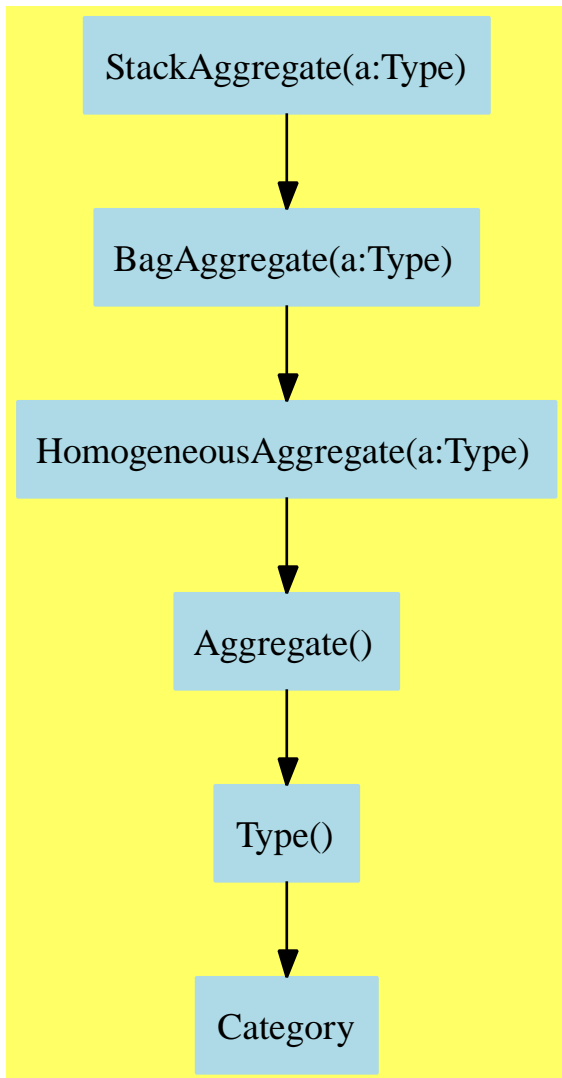 StackAggregate(a:Type)
BagAggregate(a:Type)
HomogeneousAggregate(a:Type)
Aggregate()
Type()
Category